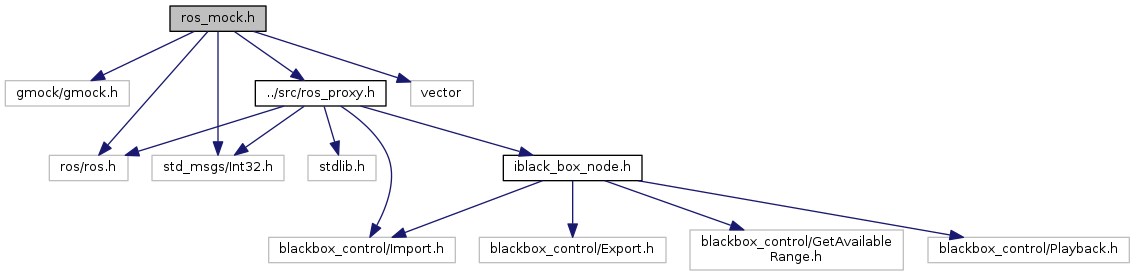 ros_mock.h
gmock/gmock.h
../src/ros_proxy.h
vector
ros/ros.h
std_msgs/Int32.h
stdlib.h
iblack_box_node.h
blackbox_control/Import.h
blackbox_control/Export.h
blackbox_control/GetAvailable
Range.h
blackbox_control/Playback.h